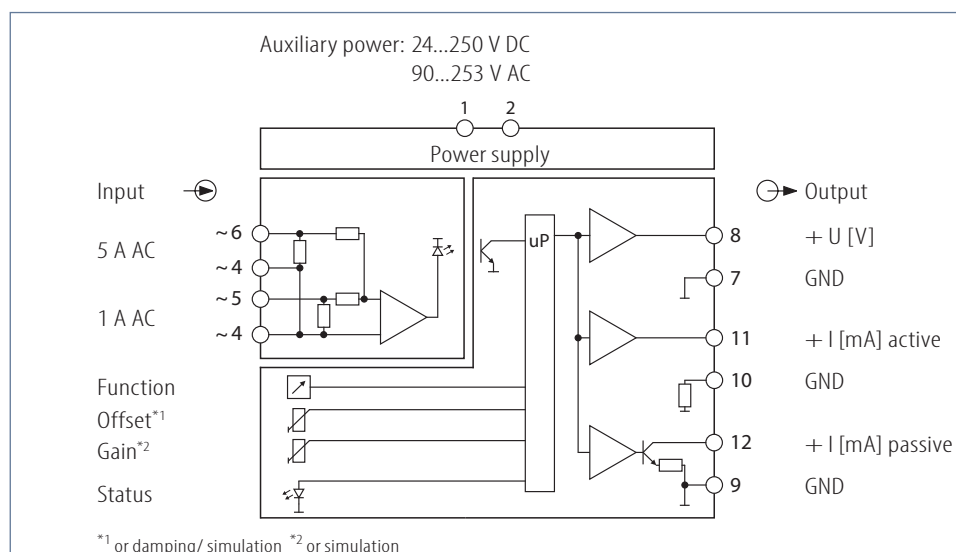 Auxiliary power: 24...250 V DC
90...253 V AC
1 2
Power supply
Input
Output
5 A AC
~6
~4
1 A AC
~5
~4
uP
8 + U [V]
7 GND
11 + I [mA] active
10 GND
12 + I [mA] passive
9 GND
Function
Offset*1
Gain*2
Status
*1 or damping/ simulation *2 or simulation